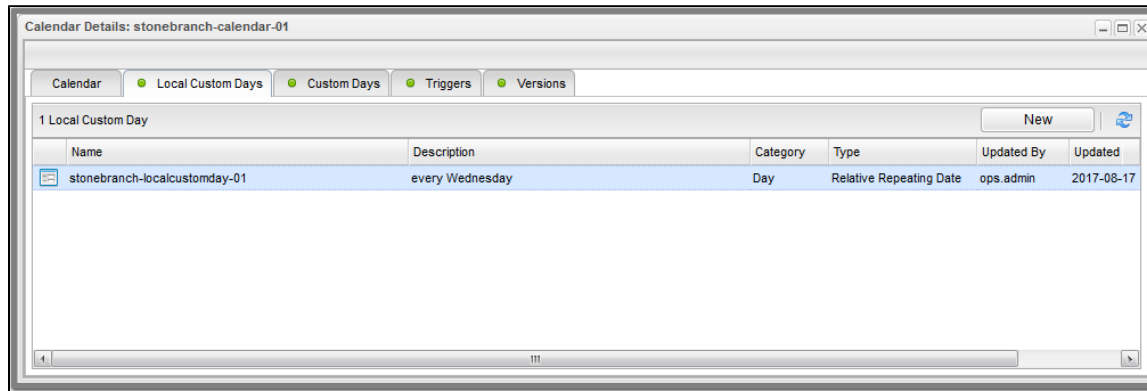 Calendar Details: stonebranch-calendar-01
Calendar Local Custom Days Custom Days Triggers Versions
1 Local Custom Day New
Name Description Category Type Updated By Updated
stonebranch-localcustomday-01 every Wednesday Day Relative Repeating Date ops.admin 2017-08-17